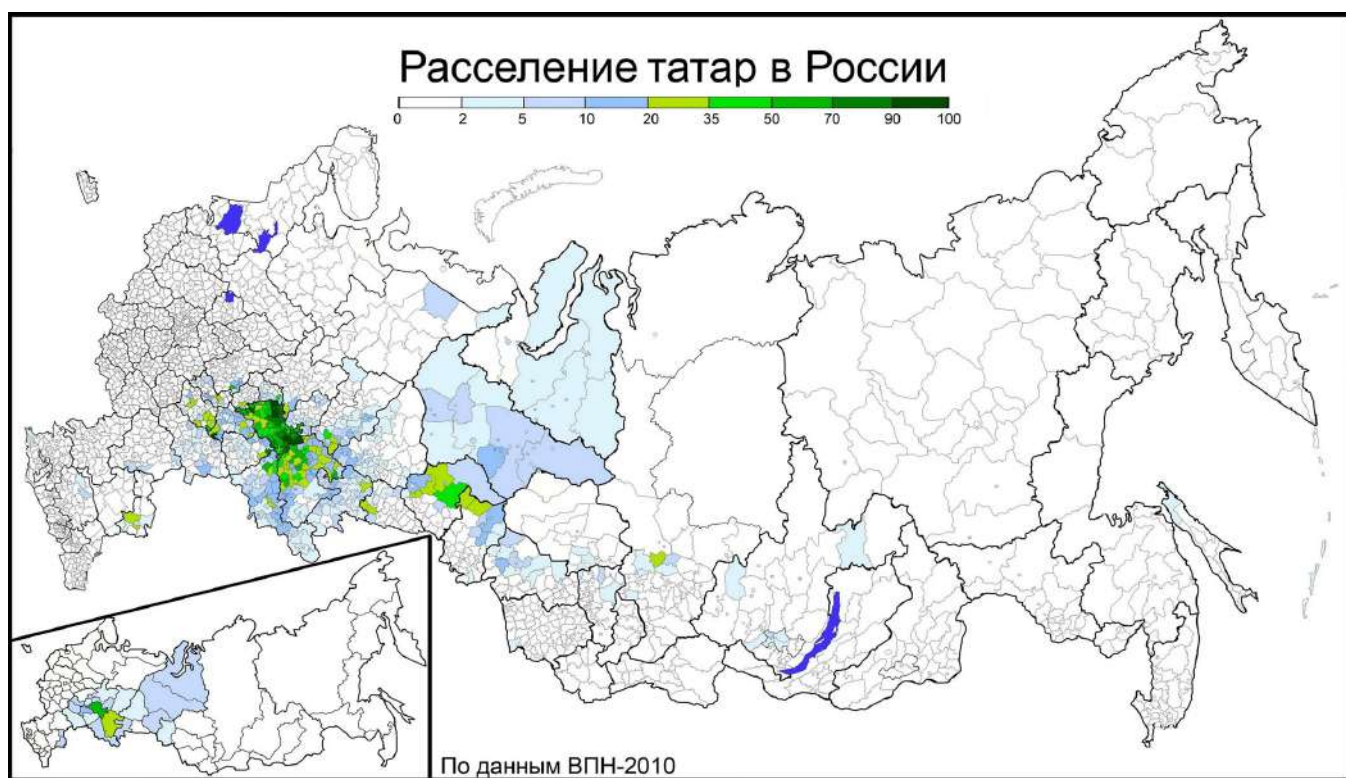 Расселение татар в России
0 2 5 10 20 35 50 70 90 100
По данным ВПН-2010